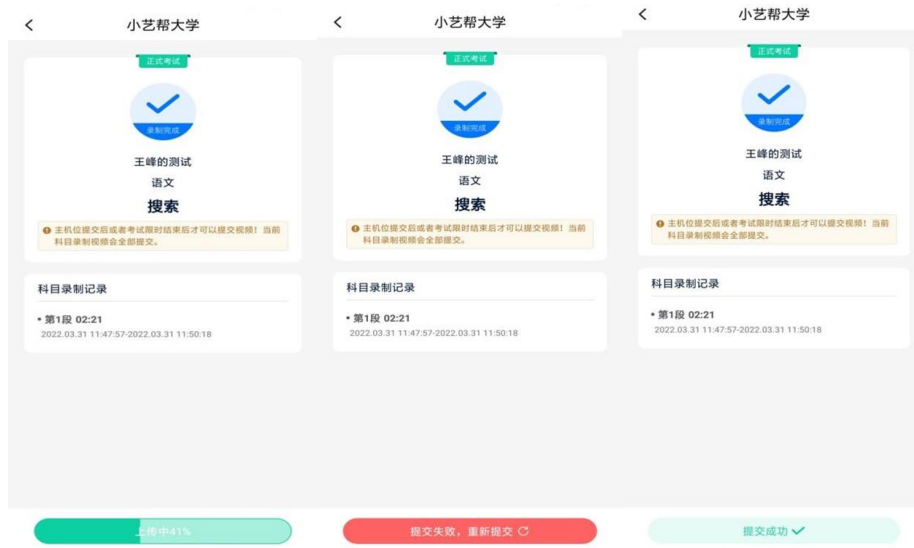 小艺帮大学
正式考试
录制完成
王峰的测试
语文
搜索
主机位提交后或者考试限时结束后才可以提交视频！当前
科目录制视频会全部提交。
科目录制记录
• 第1段 02:21
2022.03.31 11:47:57-2022.03.31 11:50:18
上传中41%
小艺帮大学
正式考试
录制完成
王峰的测试
语文
搜索
主机位提交后或者考试限时结束后才可以提交视频！当前
科目录制视频会全部提交。
科目录制记录
• 第1段 02:21
2022.03.31 11:47:57-2022.03.31 11:50:18
提交失败，重新提交
小艺帮大学
正式考试
录制完成
王峰的测试
语文
搜索
主机位提交后或者考试限时结束后才可以提交视频！当前
科目录制视频会全部提交。
科目录制记录
• 第1段 02:21
2022.03.31 11:47:57-2022.03.31 11:50:18
提交成功